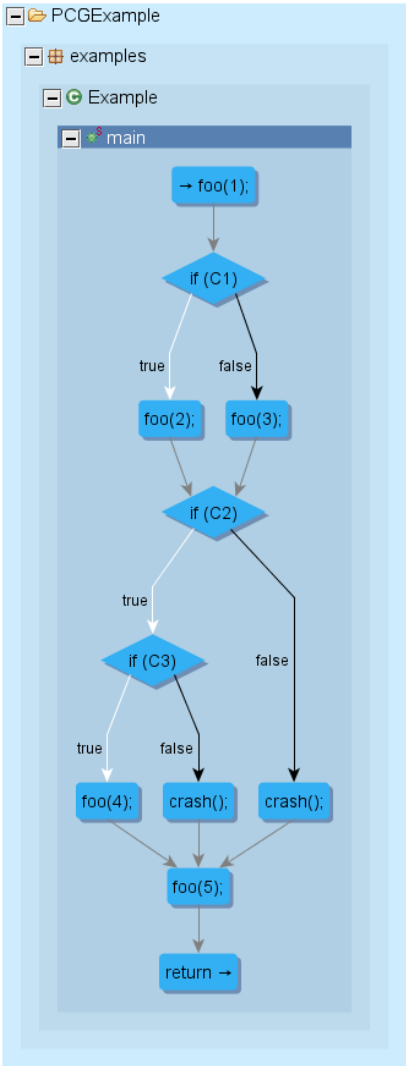 PCGExample
examples
Example
main
→ foo(1);
if (C1)
true
false
foo(2);
foo(3);
if (C2)
true
false
if (C3)
true
false
foo(4);
crash();
crash();
foo(5);
return →